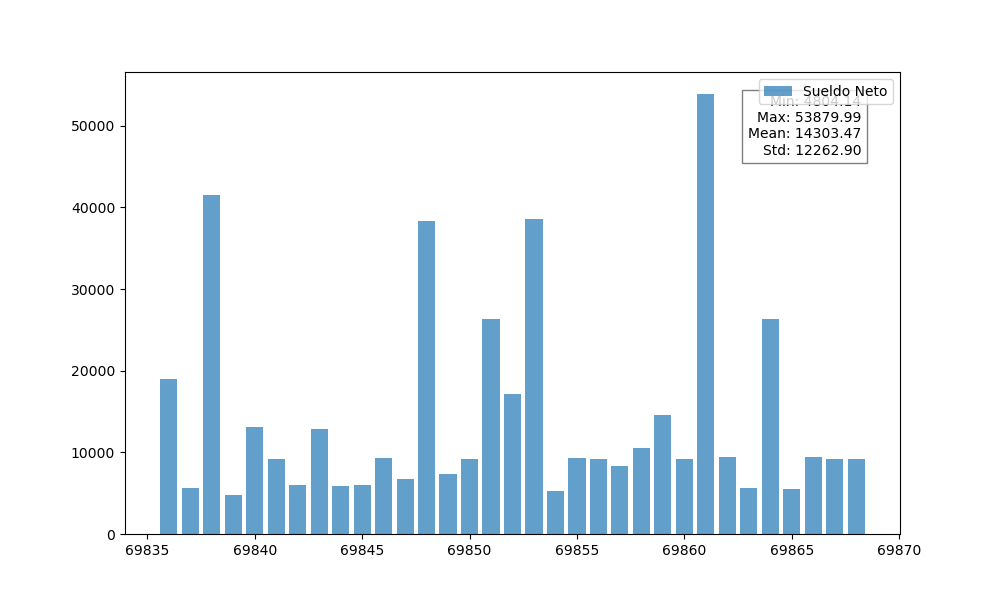 Sueldo Neto
Min: 4804.14
Max: 53879.99
Mean: 14303.47
Std: 12262.90
50000
40000
30000
20000
10000
0
69835 69840 69845 69850 69855 69860 69865 69870